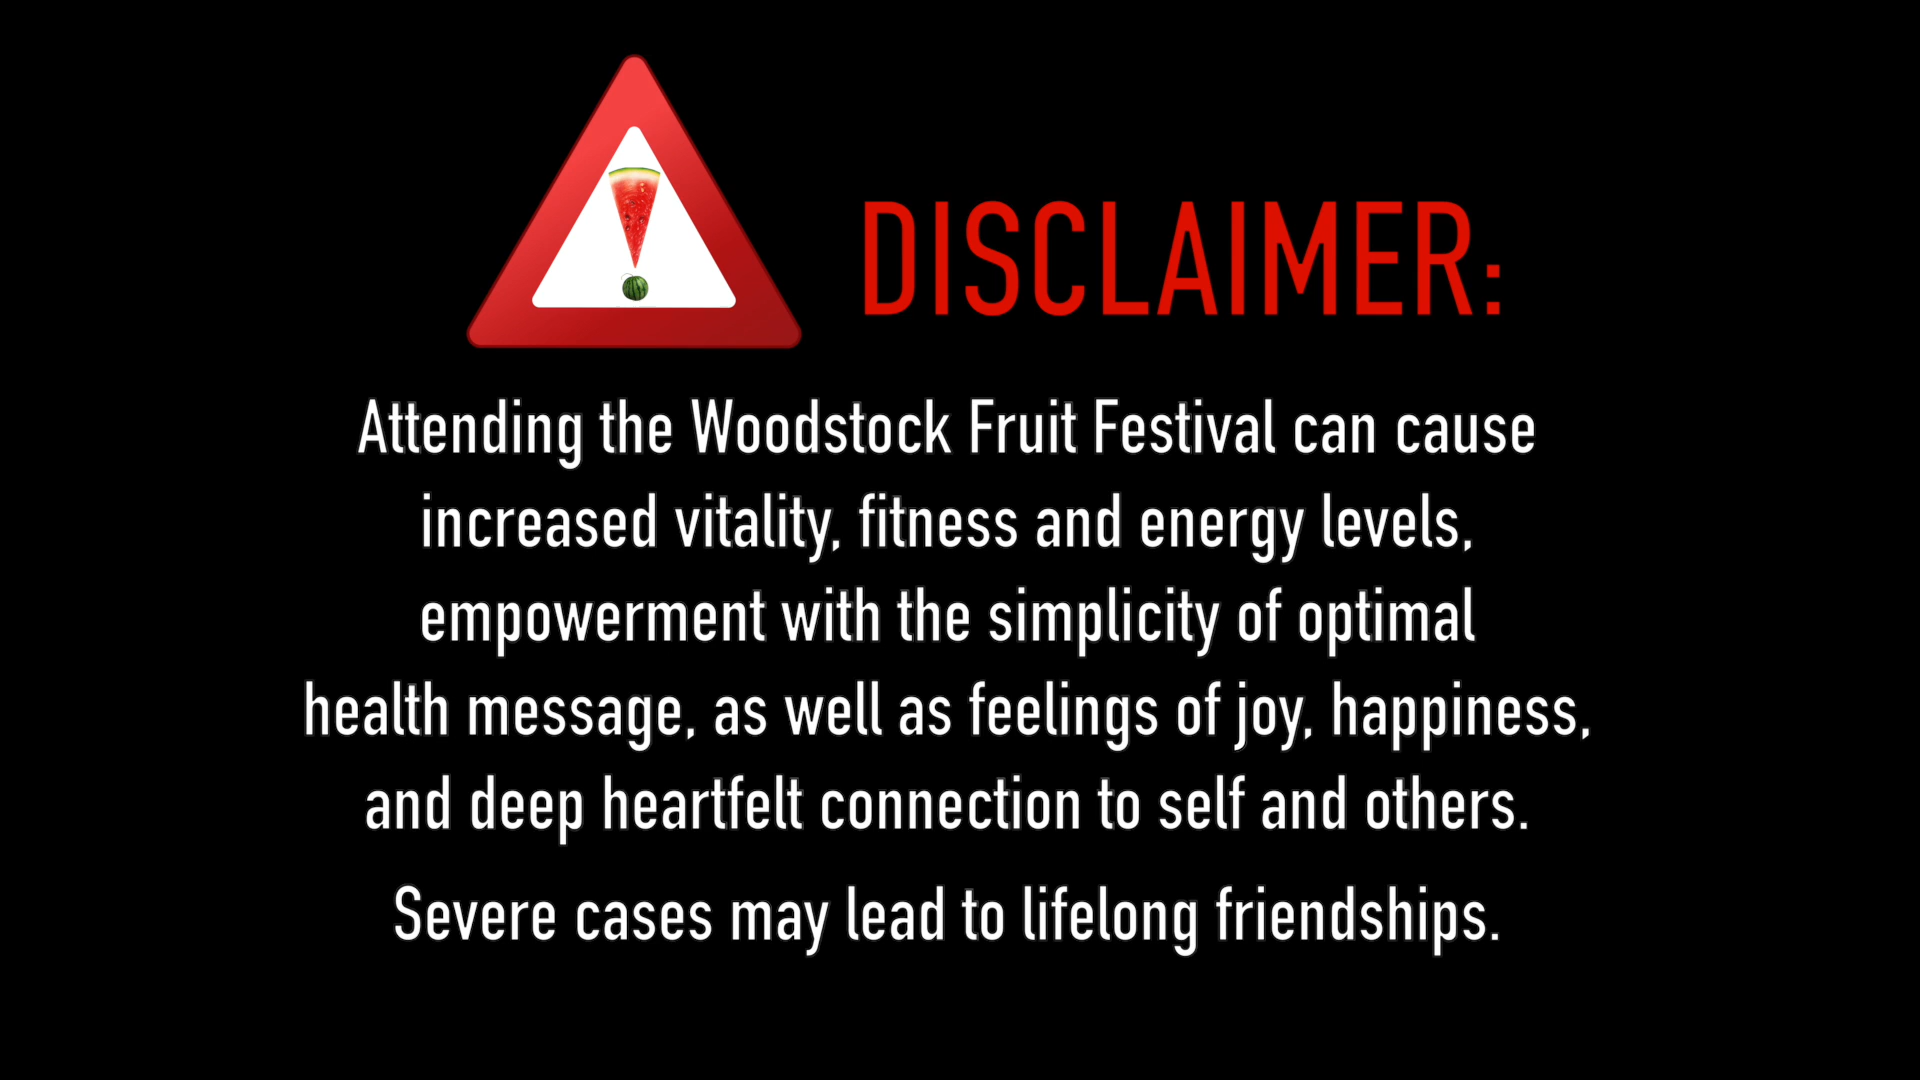 DISCLAIMER:
Attending the Woodstock Fruit Festival can cause
increased vitality, fitness and energy levels,
empowerment with the simplicity of optimal
health message, as well as feelings of joy, happiness,
and deep heartfelt connection to self and others.
Severe cases may lead to lifelong friendships.